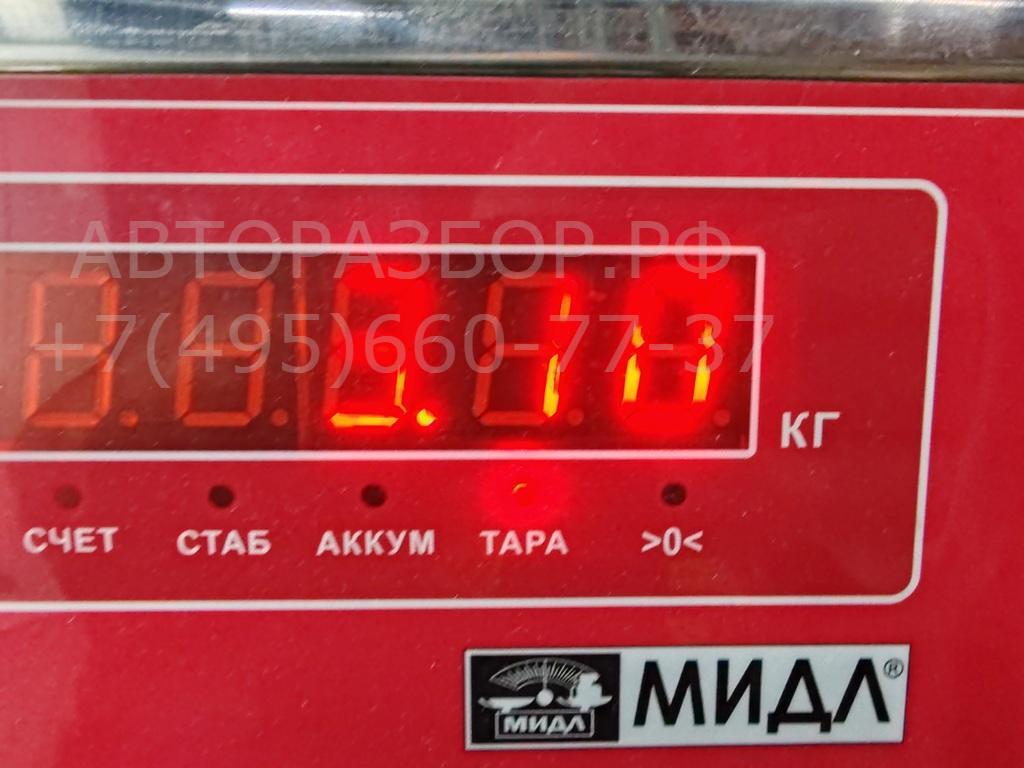 АВТОРАЗБОР.РФ
+7(495)660-77-37
КГ
СЧЕТ СТАБ АККУМ ТАРА >0<
МИДЛ МИДЛ®